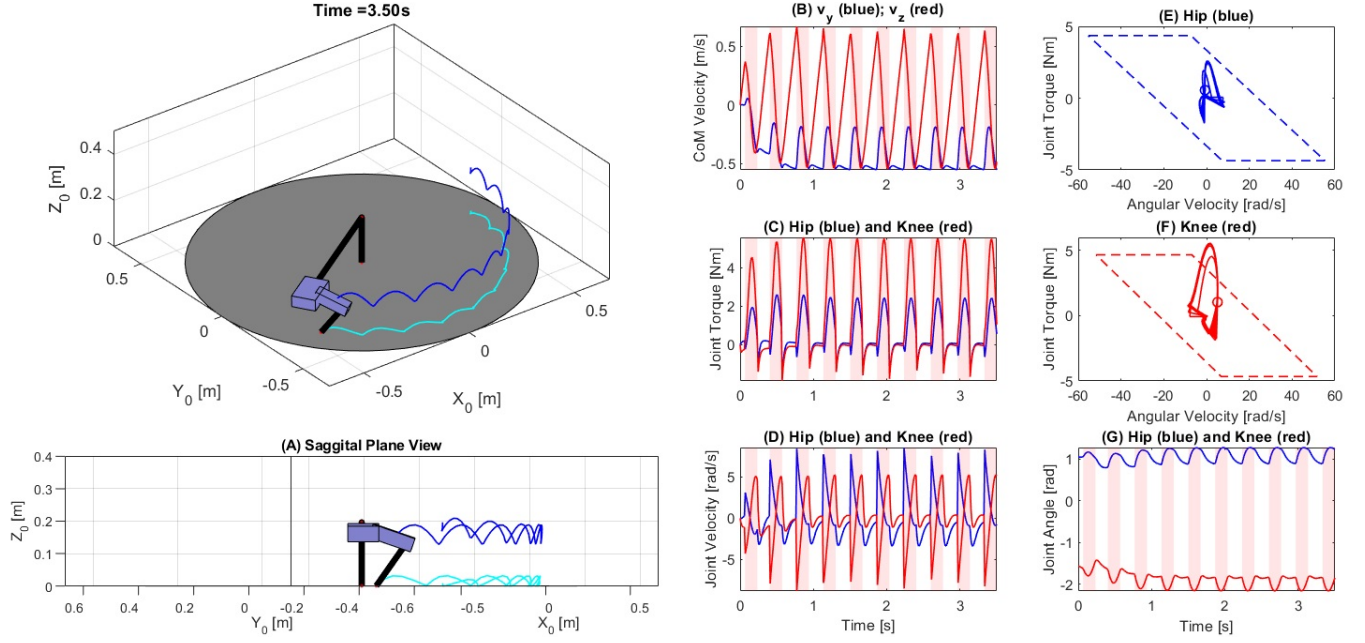 Time =3.50s
0.4
0.2
0
Z0 [m]
0.5
0
-0.5
Y0 [m]
-0.5
0
0.5
X0 [m]
(A) Saggital Plane View
0.4
0.3
0.2
0.1
0
Z0 [m]
0.6 0.4 0.2 0 -0.2 -0.4 -0.6 -0.5 0 0.5
Y0 [m] X0 [m]
(B) vy (blue); vz (red)
0.5
0
-0.5
CoM Velocity [m/s]
0 1 2 3
(C) Hip (blue) and Knee (red)
4
2
0
Joint Torque [Nm]
0 1 2 3
(D) Hip (blue) and Knee (red)
5
0
-5
Joint Velocity [rad/s]
0 1 2 3
Time [s]
(E) Hip (blue)
5
0
-5
Joint Torque [Nm]
-60 -40 -20 0 20 40 60
Angular Velocity [rad/s]
(F) Knee (red)
5
0
-5
Joint Torque [Nm]
-60 -40 -20 0 20 40 60
Angular Velocity [rad/s]
(G) Hip (blue) and Knee (red)
1
0
-1
-2
Joint Angle [rad]
0 1 2 3
Time [s]